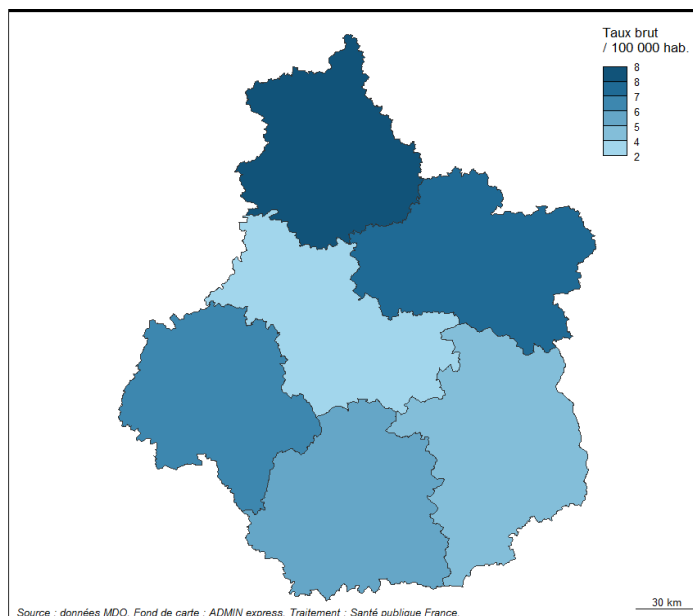 Taux brut
/ 100 000 hab.
8
8
7
6
5
4
2
30 km
Source : données MDO. Fond de carte : ADMIN express. Traitement : Santé publique France.